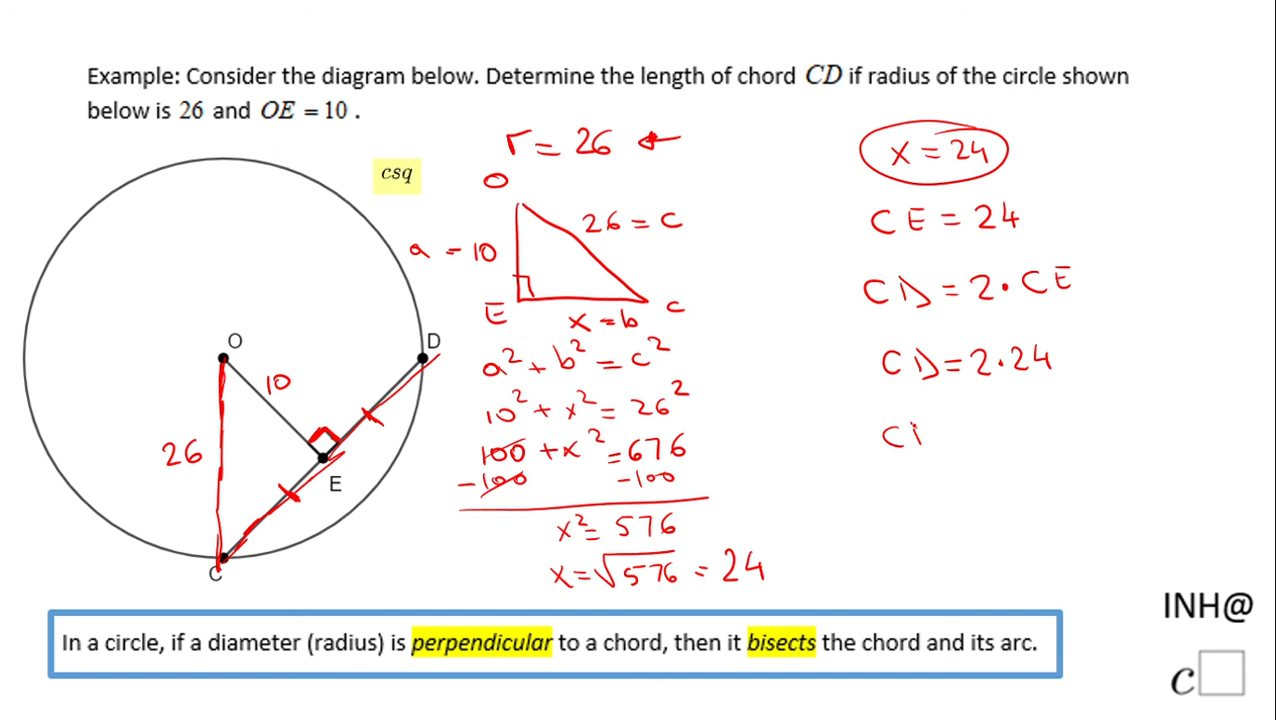 Example: Consider the diagram below. Determine the length of chord CD if radius of the circle shown
below is 26 and OE = 10 .
csq
O
D
E
C
10
26
r = 26 ←
O
26 = c
a = 10
E
x = b
C
a² + b² = c²
10² + x² = 26²
100 + x² = 676
-100 -100
x² = 576
x = √576 = 24
x = 24
CE = 24
CD = 2 · CE
CD = 2 · 24
C
In a circle, if a diameter (radius) is perpendicular to a chord, then it bisects the chord and its arc.
INH@
c□